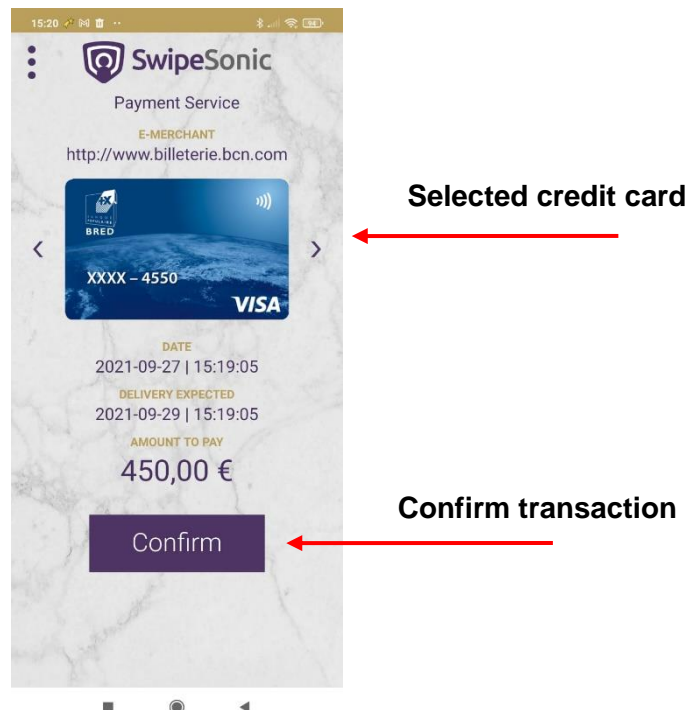 15:20
SwipeSonic
Payment Service
E-MERCHANT
http://www.billeterie.bcn.com
BRED
XXXX – 4550
VISA
Selected credit card
DATE
2021-09-27 | 15:19:05
DELIVERY EXPECTED
2021-09-29 | 15:19:05
AMOUNT TO PAY
450,00 €
Confirm transaction
Confirm